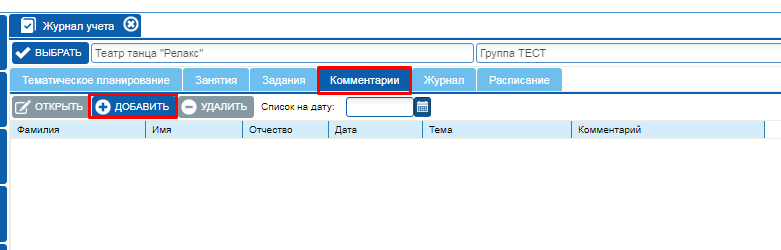 Журнал учета
ВЫБРАТЬ Театр танца "Релакс" Группа ТЕСТ
Тематическое планирование Занятия Задания Комментарии Журнал Расписание
ОТКРЫТЬ ДОБАВИТЬ УДАЛИТЬ Список на дату:
Фамилия Имя Отчество Дата Тема Комментарий